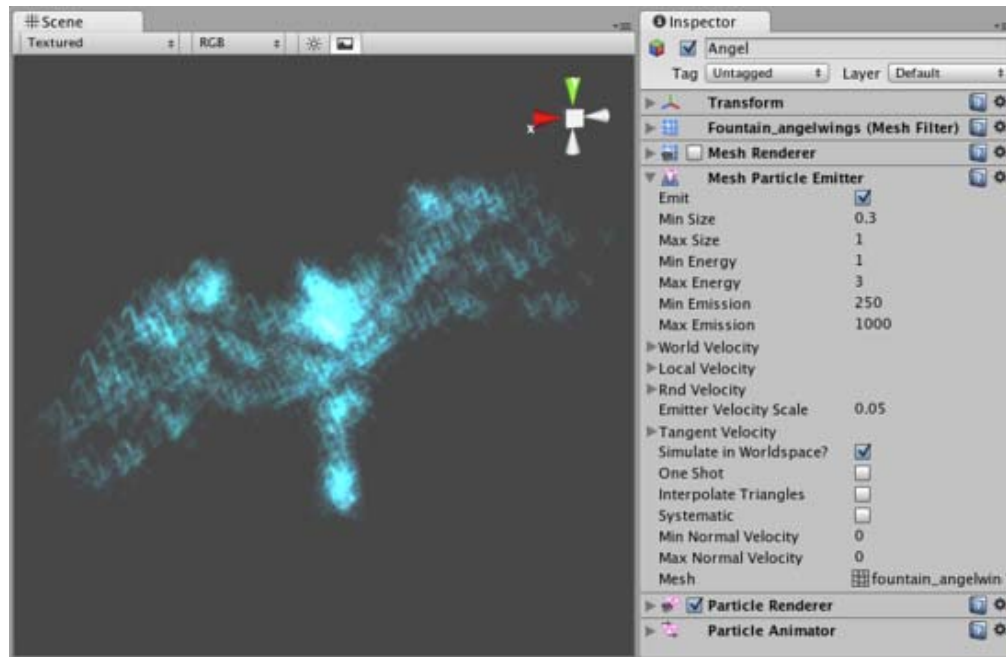 Scene
Textured RGB
x
Inspector
Angel
Tag Untagged Layer Default
Transform
Fountain_angelwings (Mesh Filter)
Mesh Renderer
Mesh Particle Emitter
Emit
Min Size 0.3
Max Size 1
Min Energy 1
Max Energy 3
Min Emission 250
Max Emission 1000
World Velocity
Local Velocity
Rnd Velocity
Emitter Velocity Scale 0.05
Tangent Velocity
Simulate in Worldspace?
One Shot
Interpolate Triangles
Systematic
Min Normal Velocity 0
Max Normal Velocity 0
Mesh fountain_angelwin
Particle Renderer
Particle Animator